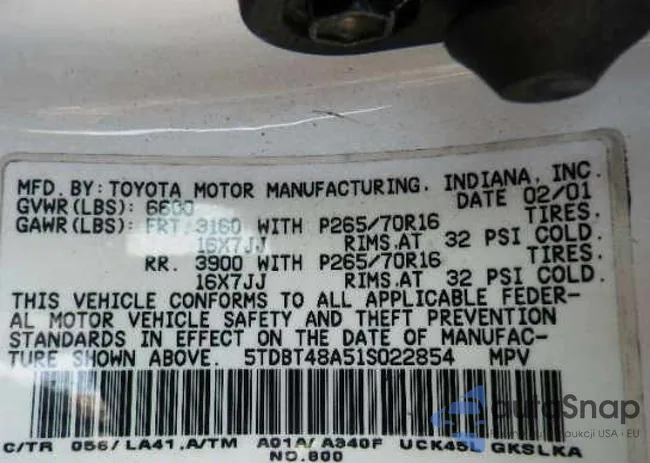 MFD. BY: TOYOTA MOTOR MANUFACTURING, INDIANA, INC.
GVWR(LBS): 6600 DATE 02/01
GAWR(LBS): FRT. 3160 WITH P265/70R16 TIRES,
16X7JJ RIMS,AT 32 PSI COLD.
RR. 3900 WITH P265/70R16 TIRES,
16X7JJ RIMS,AT 32 PSI COLD.
THIS VEHICLE CONFORMS TO ALL APPLICABLE FEDER-
AL MOTOR VEHICLE SAFETY AND THEFT PREVENTION
STANDARDS IN EFFECT ON THE DATE OF MANUFAC-
TURE SHOWN ABOVE. 5TDBT48A51S022854 MPV
C/TR 056/LA41,A/TM A01A/A340F UCK45L GKSLKA
NO.800
autoSnap
aukcji USA - EU